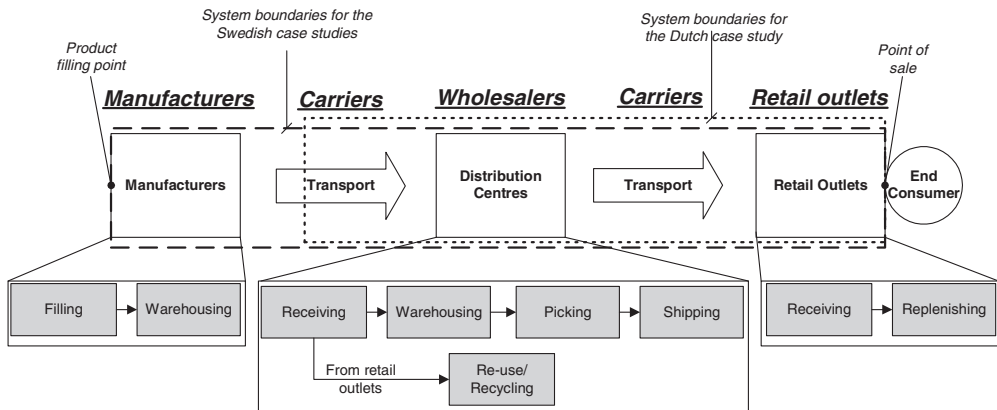 System boundaries for the
Swedish case studies
System boundaries for
the Dutch case study
Product
filling point
Point of
sale
Manufacturers
Carriers
Wholesalers
Carriers
Retail outlets
Manufacturers
Transport
Distribution
Centres
Transport
Retail Outlets
End
Consumer
Filling
Warehousing
Receiving
Warehousing
Picking
Shipping
From retail
outlets
Re-use/
Recycling
Receiving
Replenishing